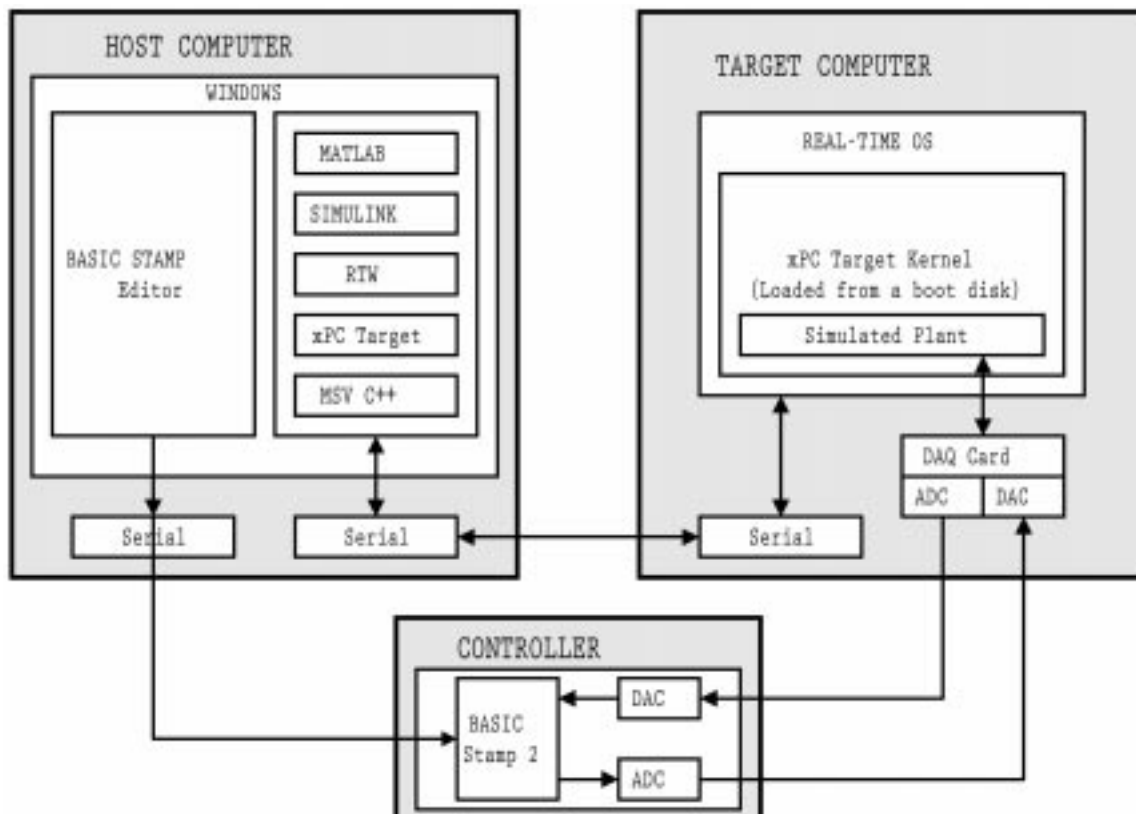 HOST COMPUTER
WINDOWS
BASIC STAMP
Editor
MATLAB
SIMULINK
RTW
xPC Target
MSV C++
Serial
Serial
TARGET COMPUTER
REAL-TIME OS
xPC Target Kernel
(Loaded from a boot disk)
Simulated Plant
DAQ Card
ADC
DAC
Serial
CONTROLLER
BASIC
Stamp 2
DAC
ADC